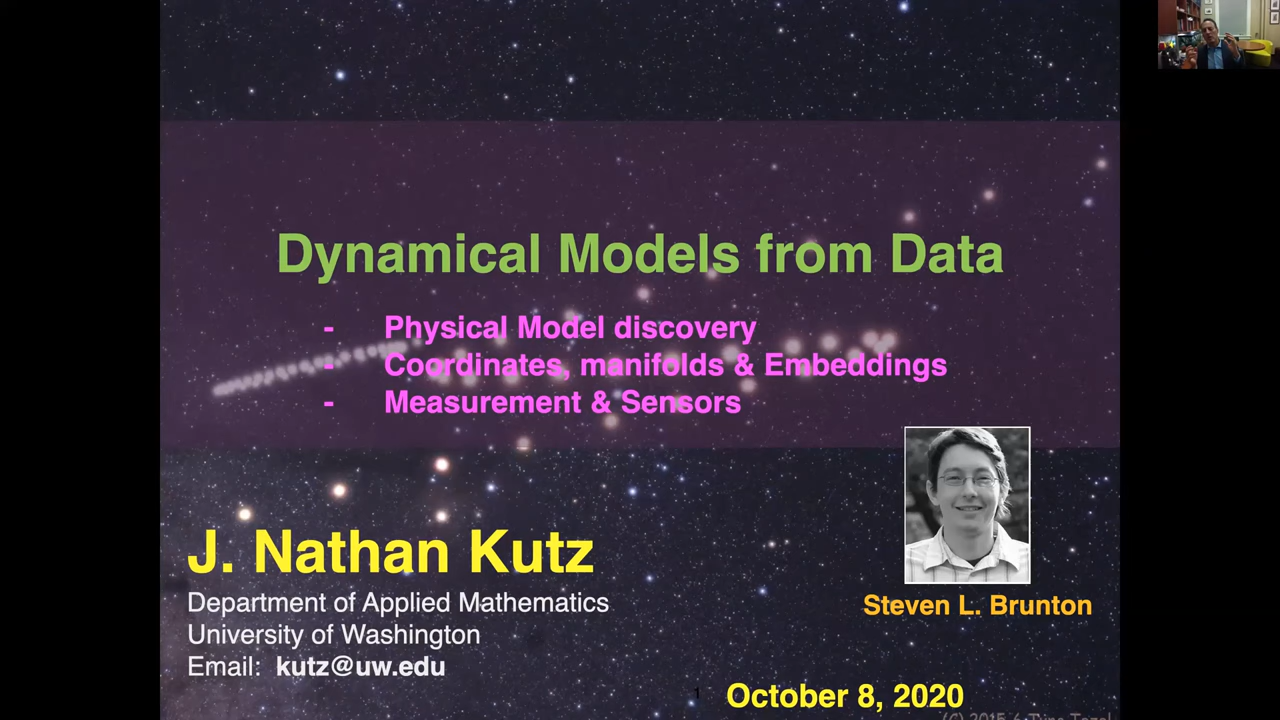 Dynamical Models from Data
- Physical Model discovery
- Coordinates, manifolds & Embeddings
- Measurement & Sensors
J. Nathan Kutz
Department of Applied Mathematics
University of Washington
Email: kutz@uw.edu
Steven L. Brunton
1
October 8, 2020